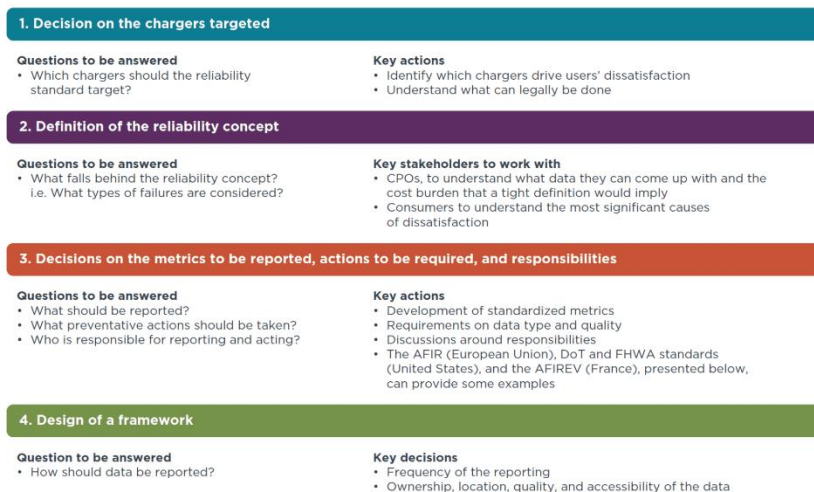 1. Decision on the chargers targeted
Questions to be answered
• Which chargers should the reliability
standard target?
Key actions
• Identify which chargers drive users' dissatisfaction
• Understand what can legally be done
2. Definition of the reliability concept
Questions to be answered
• What falls behind the reliability concept?
i.e. What types of failures are considered?
Key stakeholders to work with
• CPOs, to understand what data they can come up with and the
cost burden that a tight definition would imply
• Consumers to understand the most significant causes
of dissatisfaction
3. Decisions on the metrics to be reported, actions to be required, and responsibilities
Questions to be answered
• What should be reported?
• What preventative actions should be taken?
• Who is responsible for reporting and acting?
Key actions
• Development of standardized metrics
• Requirements on data type and quality
• Discussions around responsibilities
• The AFIR (European Union), DoT and FHWA standards
(United States), and the AFIREV (France), presented below,
can provide some examples
4. Design of a framework
Question to be answered
• How should data be reported?
Key decisions
• Frequency of the reporting
• Ownership, location, quality, and accessibility of the data